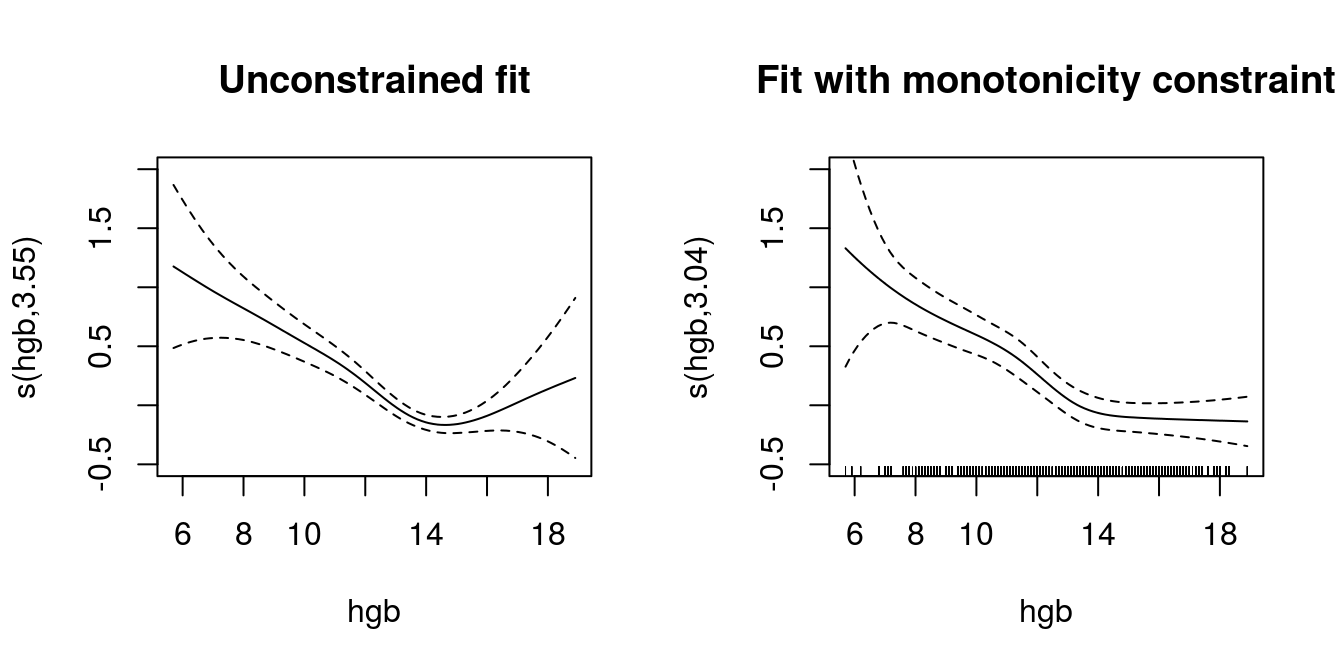 Unconstrained fit
s(hgb,3.55)
1.5
0.5
-0.5
6 8 10 14 18
hgb
Fit with monotonicity constraint
s(hgb,3.04)
1.5
0.5
-0.5
6 8 10 14 18
hgb